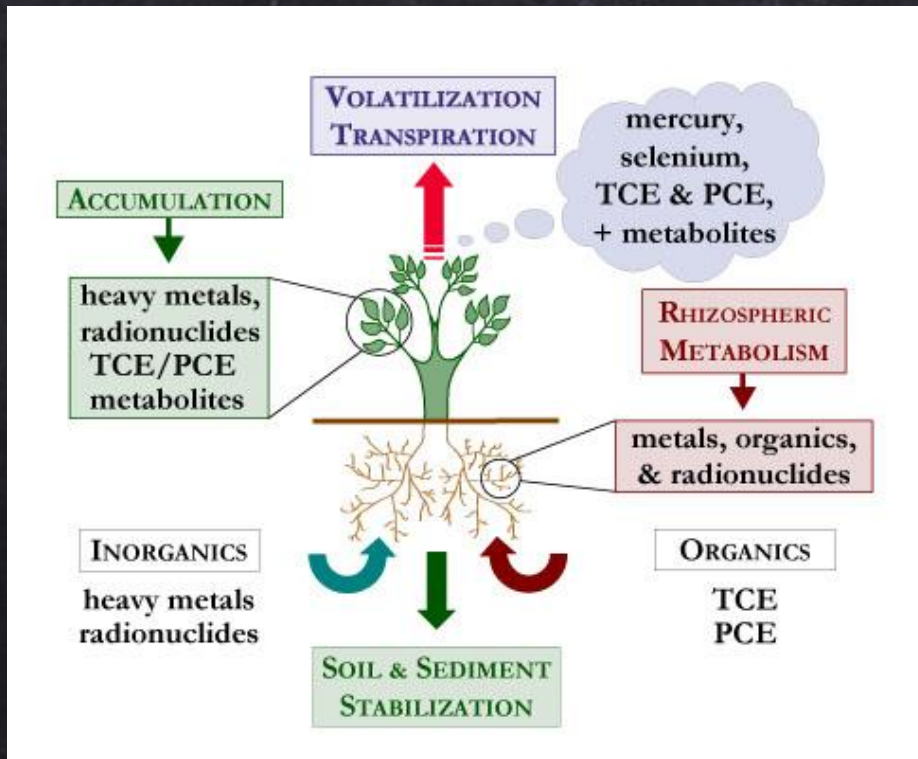 VOLATILIZATION
TRANSPIRATION
mercury,
selenium,
TCE & PCE,
+ metabolites
ACCUMULATION
heavy metals,
radionuclides
TCE/PCE
metabolites
RHIZOSPHERIC
METABOLISM
metals, organics,
& radionuclides
INORGANICS
heavy metals
radionuclides
ORGANICS
TCE
PCE
SOIL & SEDIMENT
STABILIZATION